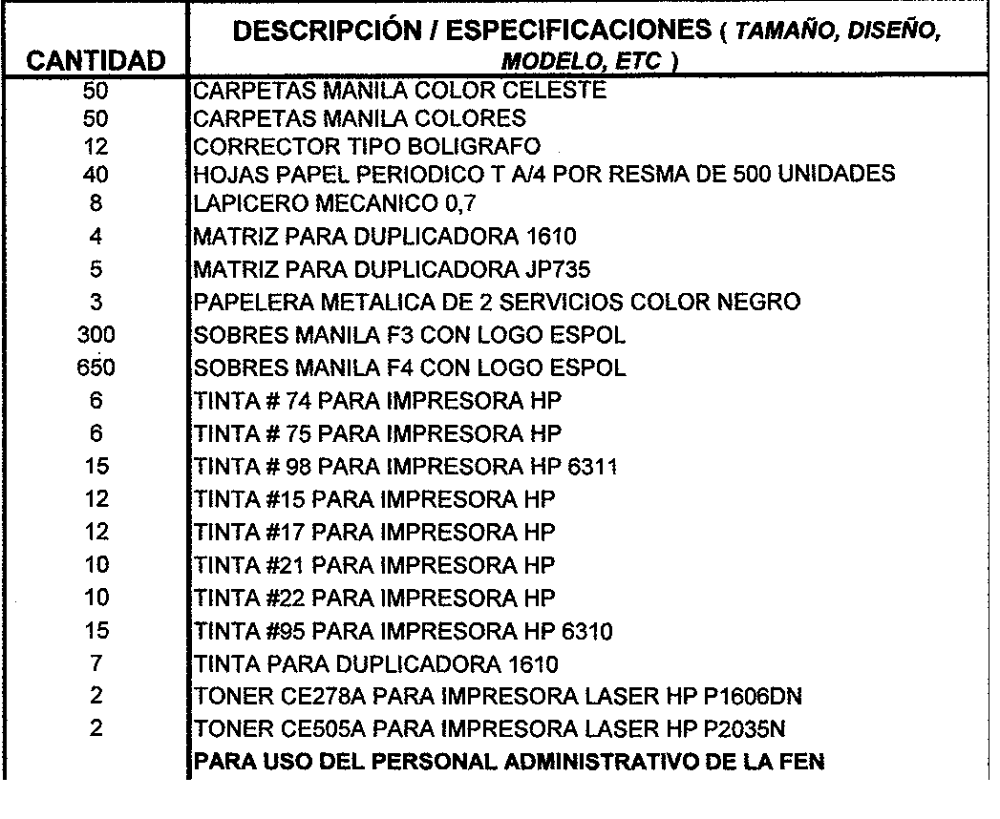 DESCRIPCIÓN / ESPECIFICACIONES ( TAMAÑO, DISEÑO,
CANTIDAD MODELO, ETC )
50 CARPETAS MANILA COLOR CELESTE
50 CARPETAS MANILA COLORES
12 CORRECTOR TIPO BOLIGRAFO
40 HOJAS PAPEL PERIODICO T A/4 POR RESMA DE 500 UNIDADES
8 LAPICERO MECANICO 0,7
4 MATRIZ PARA DUPLICADORA 1610
5 MATRIZ PARA DUPLICADORA JP735
3 PAPELERA METALICA DE 2 SERVICIOS COLOR NEGRO
300 SOBRES MANILA F3 CON LOGO ESPOL
650 SOBRES MANILA F4 CON LOGO ESPOL
6 TINTA # 74 PARA IMPRESORA HP
6 TINTA # 75 PARA IMPRESORA HP
15 TINTA # 98 PARA IMPRESORA HP 6311
12 TINTA #15 PARA IMPRESORA HP
12 TINTA #17 PARA IMPRESORA HP
10 TINTA #21 PARA IMPRESORA HP
10 TINTA #22 PARA IMPRESORA HP
15 TINTA #95 PARA IMPRESORA HP 6310
7 TINTA PARA DUPLICADORA 1610
2 TONER CE278A PARA IMPRESORA LASER HP P1606DN
2 TONER CE505A PARA IMPRESORA LASER HP P2035N
PARA USO DEL PERSONAL ADMINISTRATIVO DE LA FEN